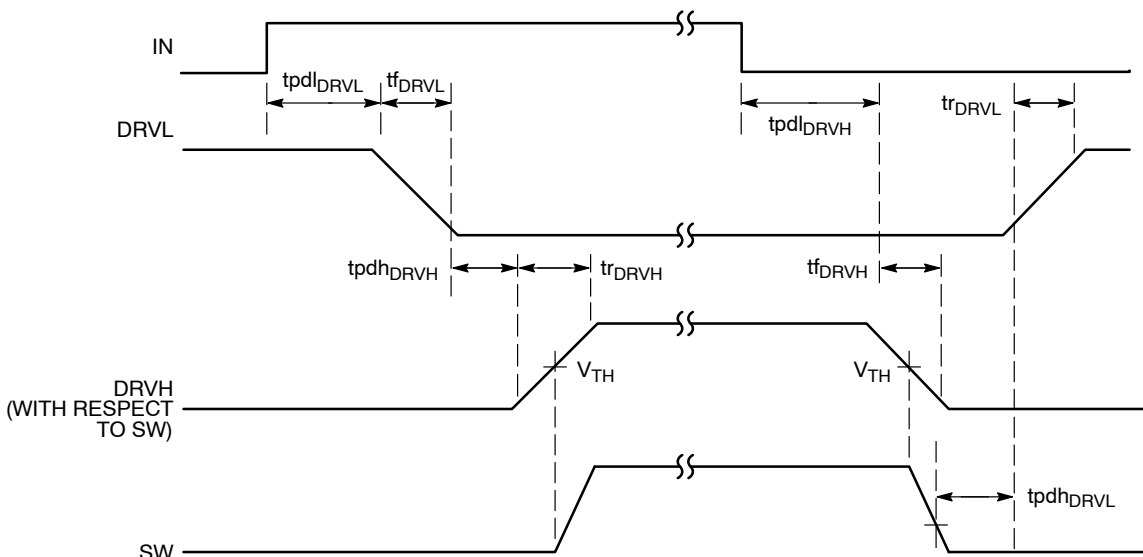 IN
tpdlDRVL
tfDRVL
tpdlDRVH
trDRVL
DRVL
tpdhDRVH
trDRVH
tfDRVH
VTH
VTH
DRVH
(WITH RESPECT
TO SW)
tpdhDRVL
SW